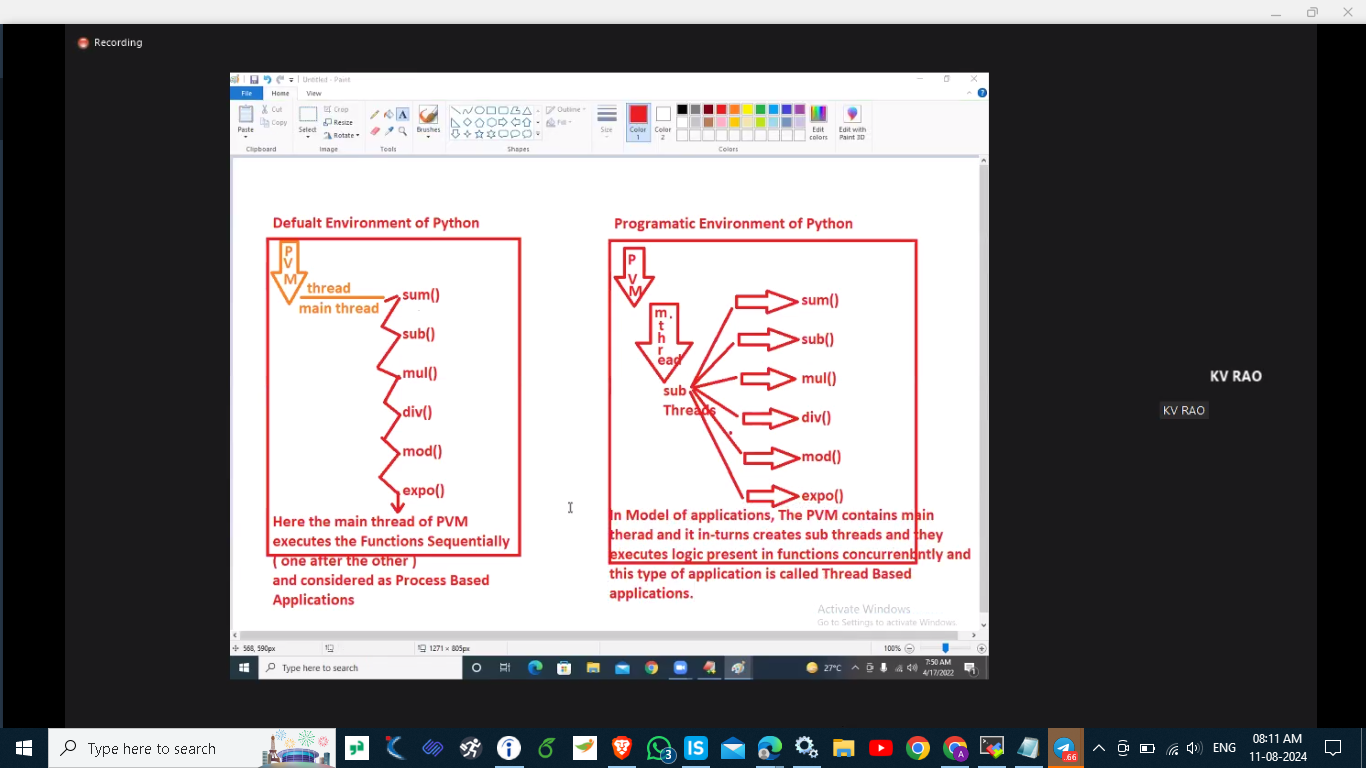 Recording
Untitled - Paint
File
Home
View
Paste
Cut
Copy
Clipboard
Select
Crop
Resize
Rotate
Image
A
Tools
Brushes
Outline
Fill
Shapes
Size
Color
1
Color
2
Edit
colors
Edit with
Paint 3D
Colors
Defualt Environment of Python
P
V
M
thread
main thread
sum()
sub()
mul()
div()
mod()
expo()
Here the main thread of PVM
executes the Functions Sequentially
( one after the other )
and considered as Process Based
Applications
Programatic Environment of Python
P
V
M
m.
t
h
r
ead
sub
Threads
sum()
sub()
mul()
div()
mod()
expo()
In Model of applications, The PVM contains main
therad and it in-turns creates sub threads and they
executes logic present in functions concurrenbntly and
this type of application is called Thread Based
applications.
Activate Windows
Go to Settings to activate Windows.
KV RAO
KV RAO
568, 590px
1271 × 805px
100%
Type here to search
27°C
7:50 AM
4/17/2022
1
Type here to search
3
IS
A
.66
ENG
08:11 AM
11-08-2024